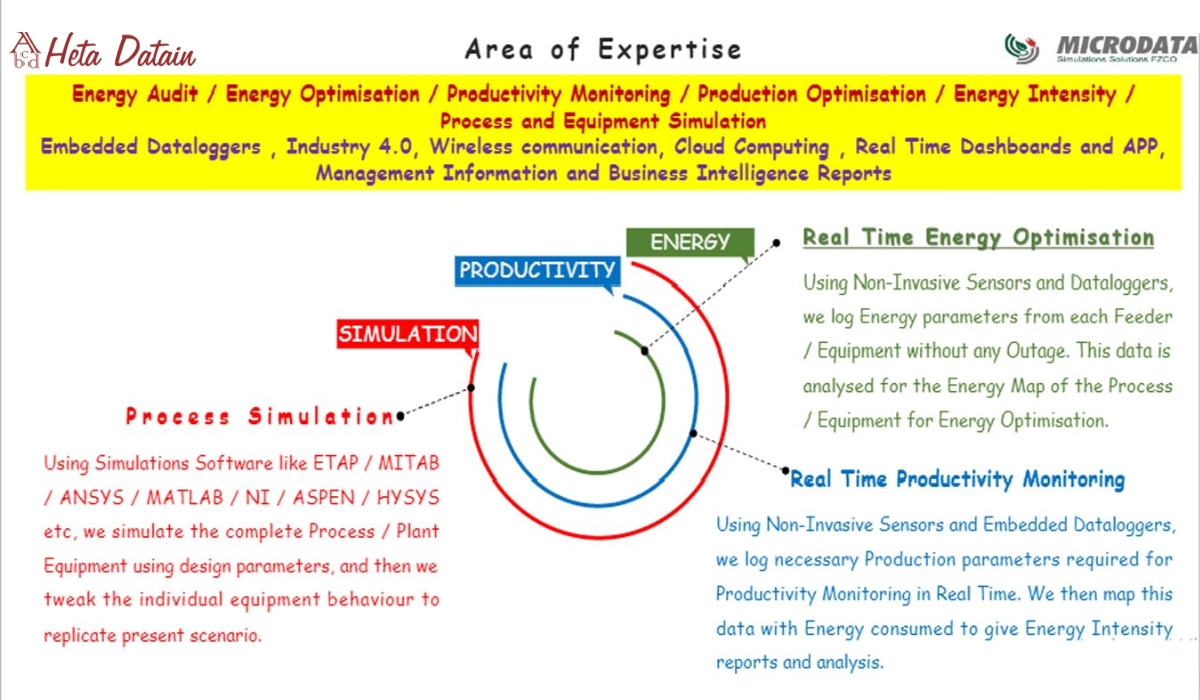 Heta Datain
Area of Expertise
MICRODATA
Simulations Solutions FZCO
Energy Audit / Energy Optimisation / Productivity Monitoring / Production Optimisation / Energy Intensity /
Process and Equipment Simulation
Embedded Dataloggers , Industry 4.0, Wireless communication, Cloud Computing , Real Time Dashboards and APP,
Management Information and Business Intelligence Reports
ENERGY
PRODUCTIVITY
SIMULATION
Real Time Energy Optimisation
Using Non-Invasive Sensors and Dataloggers,
we log Energy parameters from each Feeder
/ Equipment without any Outage. This data is
analysed for the Energy Map of the Process
/ Equipment for Energy Optimisation.
Process Simulation
Using Simulations Software like ETAP / MITAB
/ ANSYS / MATLAB / NI / ASPEN / HYSYS
etc, we simulate the complete Process / Plant
Equipment using design parameters, and then we
tweak the individual equipment behaviour to
replicate present scenario.
Real Time Productivity Monitoring
Using Non-Invasive Sensors and Embedded Dataloggers,
we log necessary Production parameters required for
Productivity Monitoring in Real Time. We then map this
data with Energy consumed to give Energy Intensity
reports and analysis.